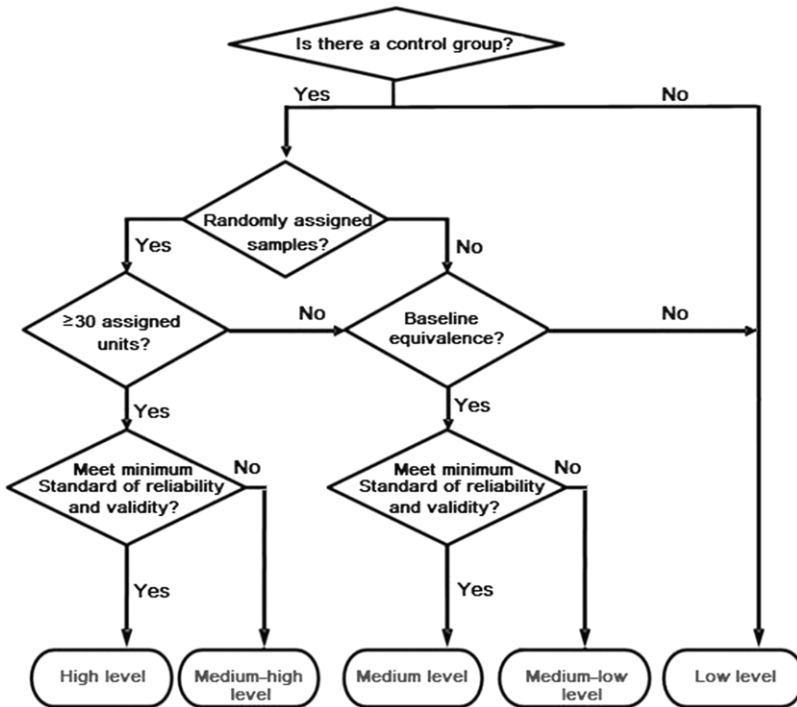 Is there a control group?
Yes
No
Randomly assigned
samples?
Yes
No
≥30 assigned
units?
No
Baseline
equivalence?
No
Yes
Yes
Meet minimum
Standard of reliability
and validity?
No
Meet minimum
Standard of reliability
and validity?
No
Yes
Yes
High level
Medium–high
level
Medium level
Medium–low
level
Low level